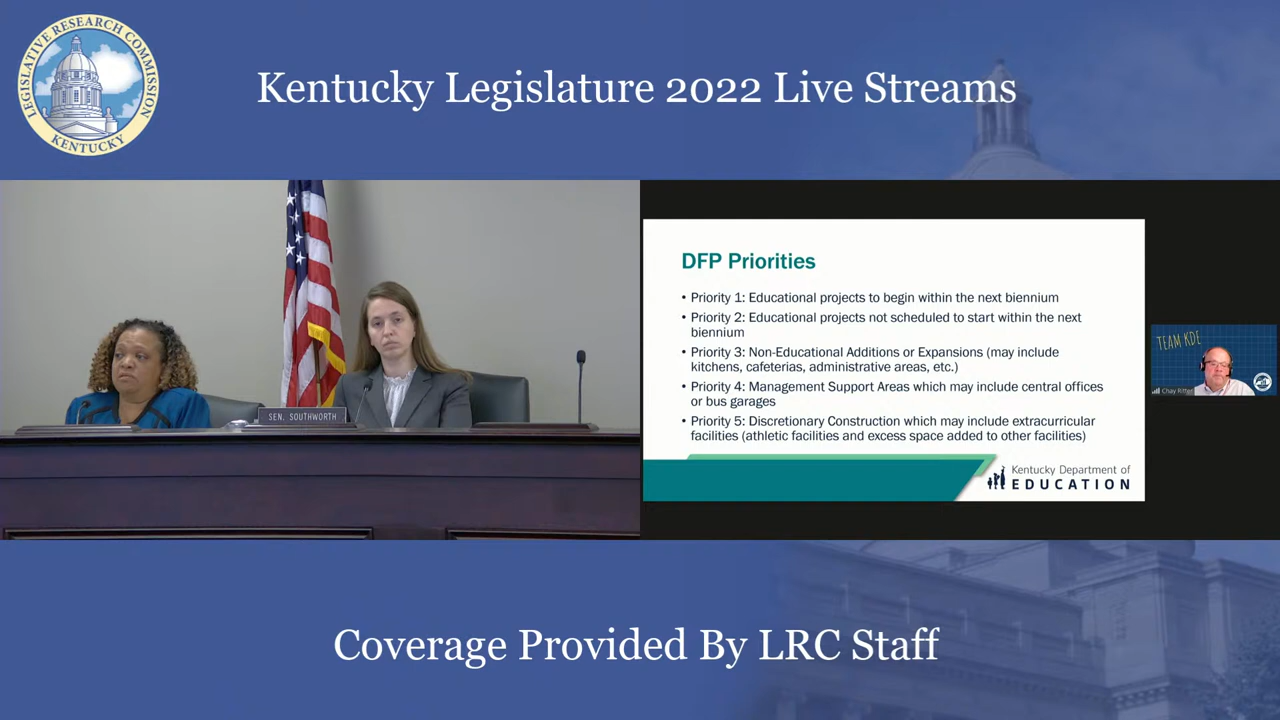 LEGISLATIVE RESEARCH COMMISSION
KENTUCKY
Kentucky Legislature 2022 Live Streams
SEN. SOUTHWORTH
DFP Priorities
• Priority 1: Educational projects to begin within the next biennium
• Priority 2: Educational projects not scheduled to start within the next
biennium
• Priority 3: Non-Educational Additions or Expansions (may include
kitchens, cafeterias, administrative areas, etc.)
• Priority 4: Management Support Areas which may include central offices
or bus garages
• Priority 5: Discretionary Construction which may include extracurricular
facilities (athletic facilities and excess space added to other facilities)
Kentucky Department of
EDUCATION
TEAM KDE
Chay Ritter
Coverage Provided By LRC Staff